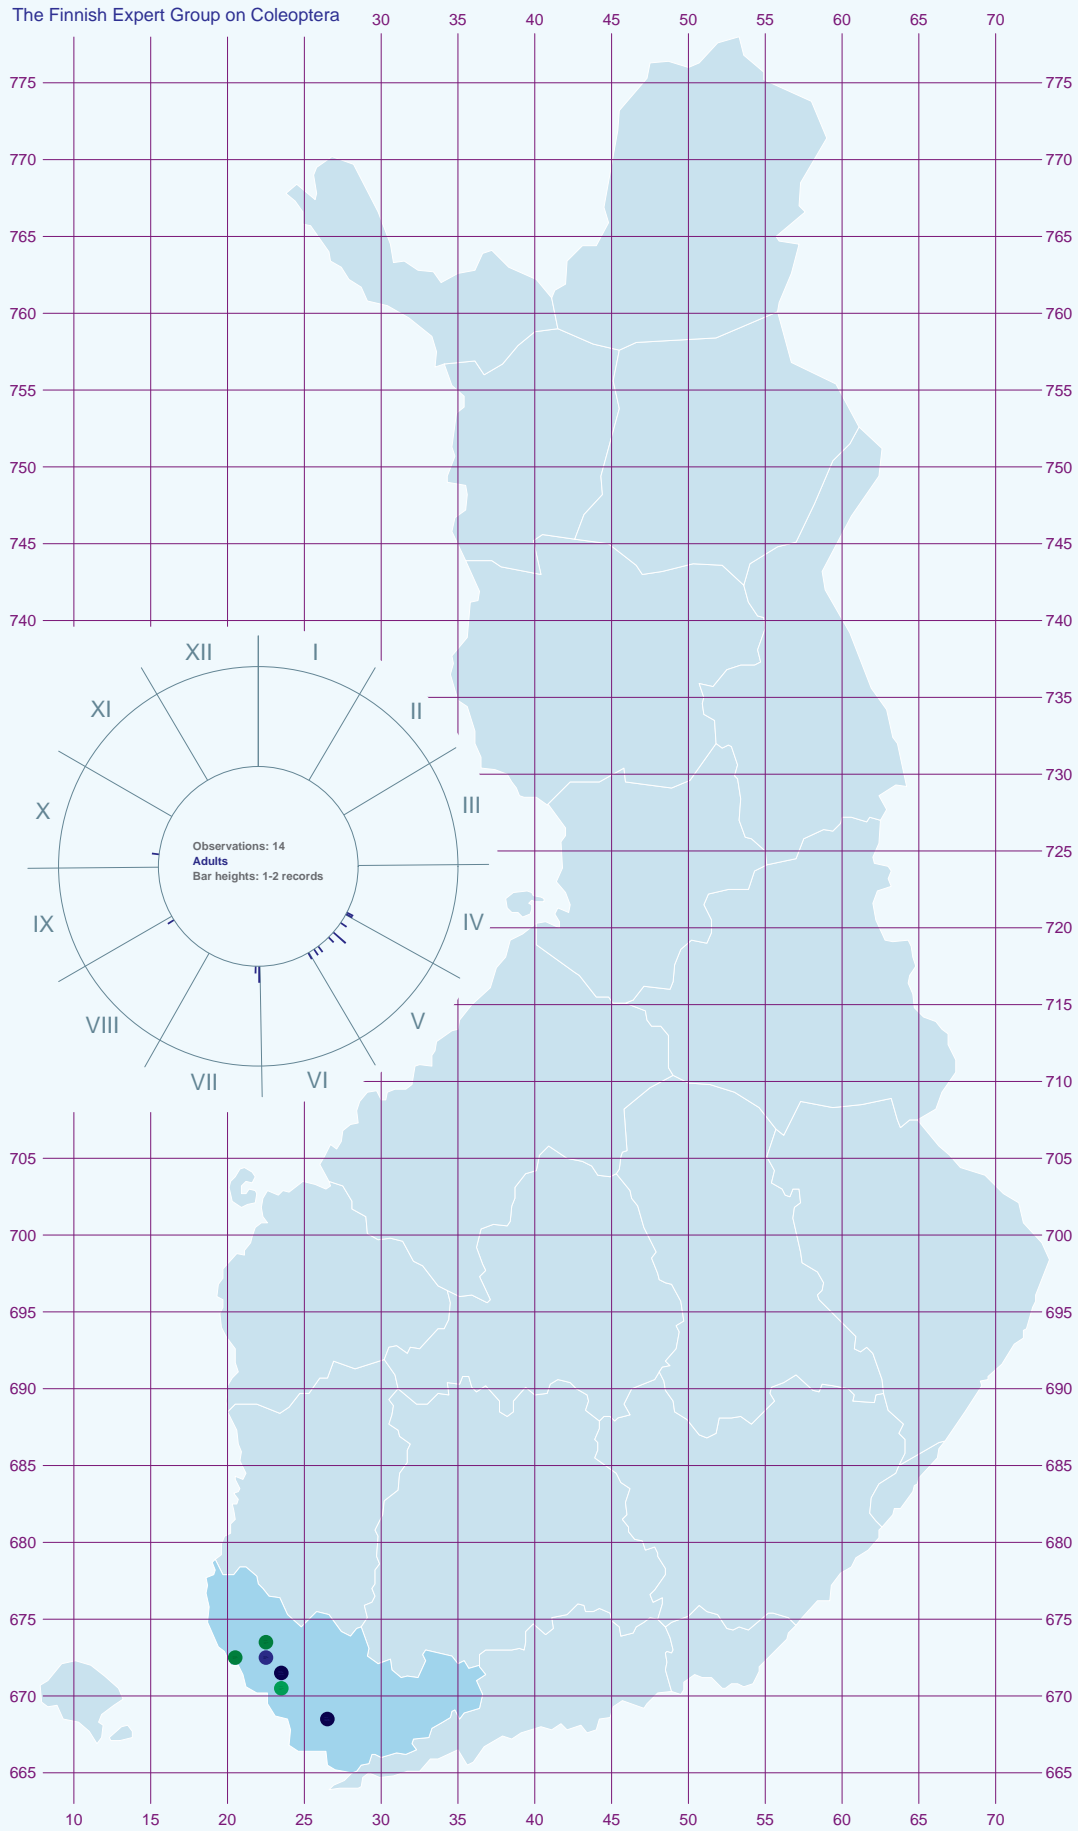 The Finnish Expert Group on Coleoptera 30 35 40 45 50 55 60 65 70
775 775
770 770
765 765
760 760
755 755
750 750
745 745
740 740
XII I
XI II
735
730
X III
Observations: 14
Adults
Bar heights: 1-2 records
725
IX IV
720
VIII V
715
VII VI
710
705 705
700 700
695 695
690 690
685 685
680 680
675 675
670 670
665 665
10 15 20 25 30 35 40 45 50 55 60 65 70